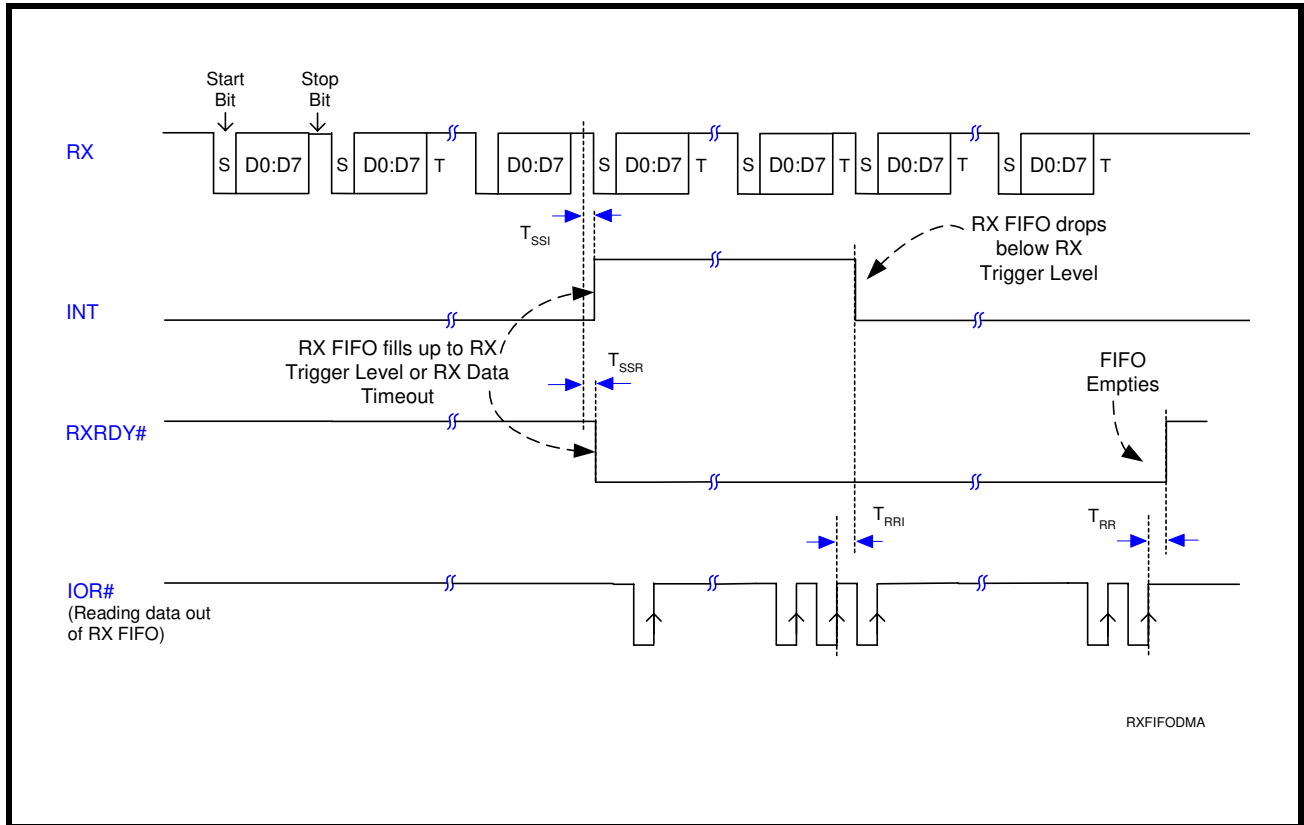 Start
Bit
Stop
Bit
RX
S D0:D7 S D0:D7 T D0:D7 S D0:D7 T S D0:D7 T S D0:D7 T S D0:D7 T
TSSI
RX FIFO drops
below RX
Trigger Level
INT
RX FIFO fills up to RX
Trigger Level or RX Data
Timeout
TSSR
FIFO
Empties
RXRDY#
TRRI
TRR
IOR#
(Reading data out
of RX FIFO)
RXFIFODMA